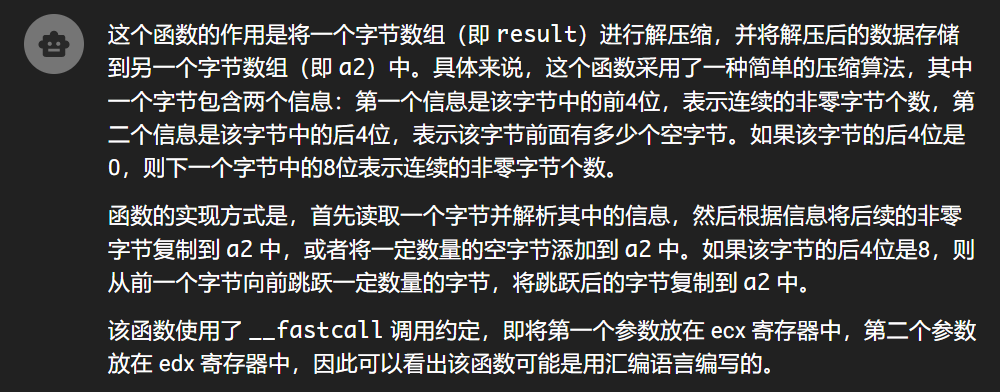 这个函数的作用是将一个字节数组（即 result）进行解压缩，并将解压后的数据存储
到另一个字节数组（即 a2）中。具体来说，这个函数采用了一种简单的压缩算法，其中
一个字节包含两个信息：第一个信息是该字节中的前4位，表示连续的非零字节个数，第
二个信息是该字节中的后4位，表示该字节前面有多少个空字节。如果该字节的后4位是
0，则下一个字节中的8位表示连续的非零字节个数。
函数的实现方式是，首先读取一个字节并解析其中的信息，然后根据信息将后续的非零
字节复制到 a2 中，或者将一定数量的空字节添加到 a2 中。如果该字节的后4位是8，则
从前一个字节向前跳跃一定数量的字节，将跳跃后的字节复制到 a2 中。
该函数使用了 __fastcall 调用约定，即将第一个参数放在 ecx 寄存器中，第二个参数
放在 edx 寄存器中，因此可以看出该函数可能是用汇编语言编写的。